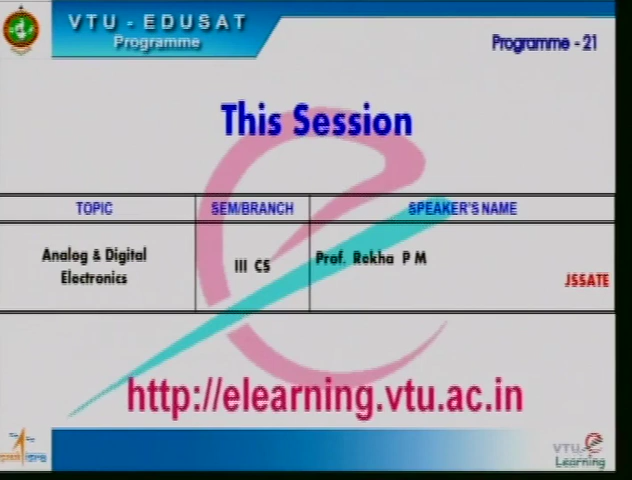 VTU - EDUSAT
Programme
Programme - 21
This Session
TOPIC SEM/BRANCH SPEAKER'S NAME
Analog & Digital
Electronics
III CS
Prof. Rekha P M
JSSATE
http://elearning.vtu.ac.in
isro
VTU
Learning